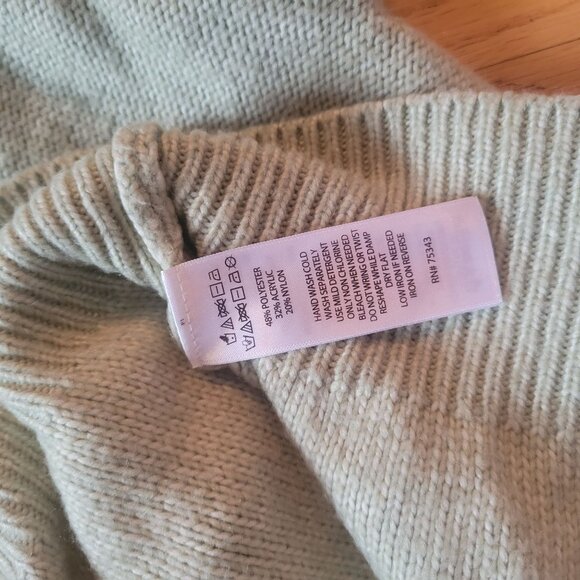 48% POLYESTER
32% ACRYLIC
20% NYLON
HAND WASH COLD
WASH SEPARATELY
USE MILD DETERGENT
ONLY NON CHLORINE
BLEACH WHEN NEEDED
DO NOT WRING OR TWIST
RESHAPE WHILE DAMP
DRY FLAT
LOW IRON IF NEEDED
IRON ON REVERSE
RN# 75343